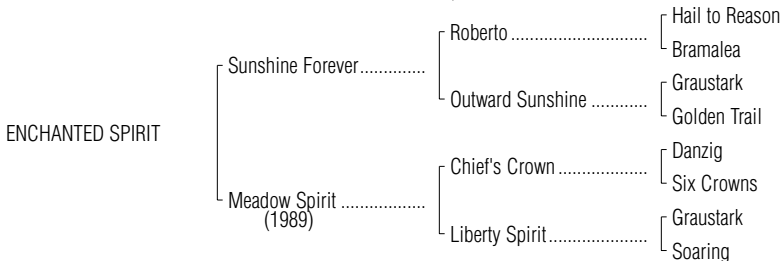 Hail to Reason
Roberto ............................
Bramalea
Sunshine Forever..............
Graustark
Outward Sunshine ............
Golden Trail
ENCHANTED SPIRIT
Danzig
Chief's Crown ...................
Six Crowns
Meadow Spirit ..................
(1989)
Graustark
Liberty Spirit.....................
Soaring